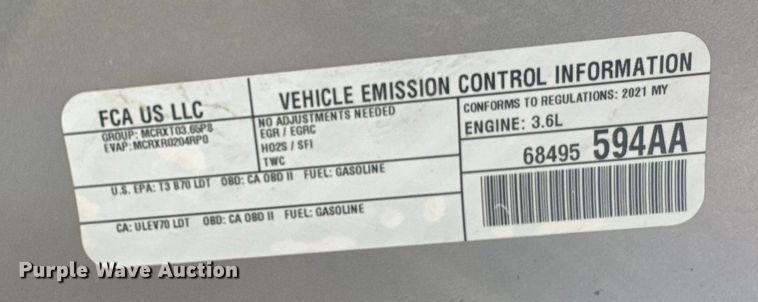 FCA US LLC
GROUP: MCRXT03.65P8
EVAP: MCRXR0204RP0
VEHICLE EMISSION CONTROL INFORMATION
NO ADJUSTMENTS NEEDED
EGR / EGRC
HO2S / SFI
TWC
CONFORMS TO REGULATIONS: 2021 MY
ENGINE: 3.6L
68495 594AA
U.S. EPA: T3 B70 LDT OBD: CA OBD II FUEL: GASOLINE
CA: ULEV70 LDT OBD: CA OBD II FUEL: GASOLINE
Purple Wave Auction